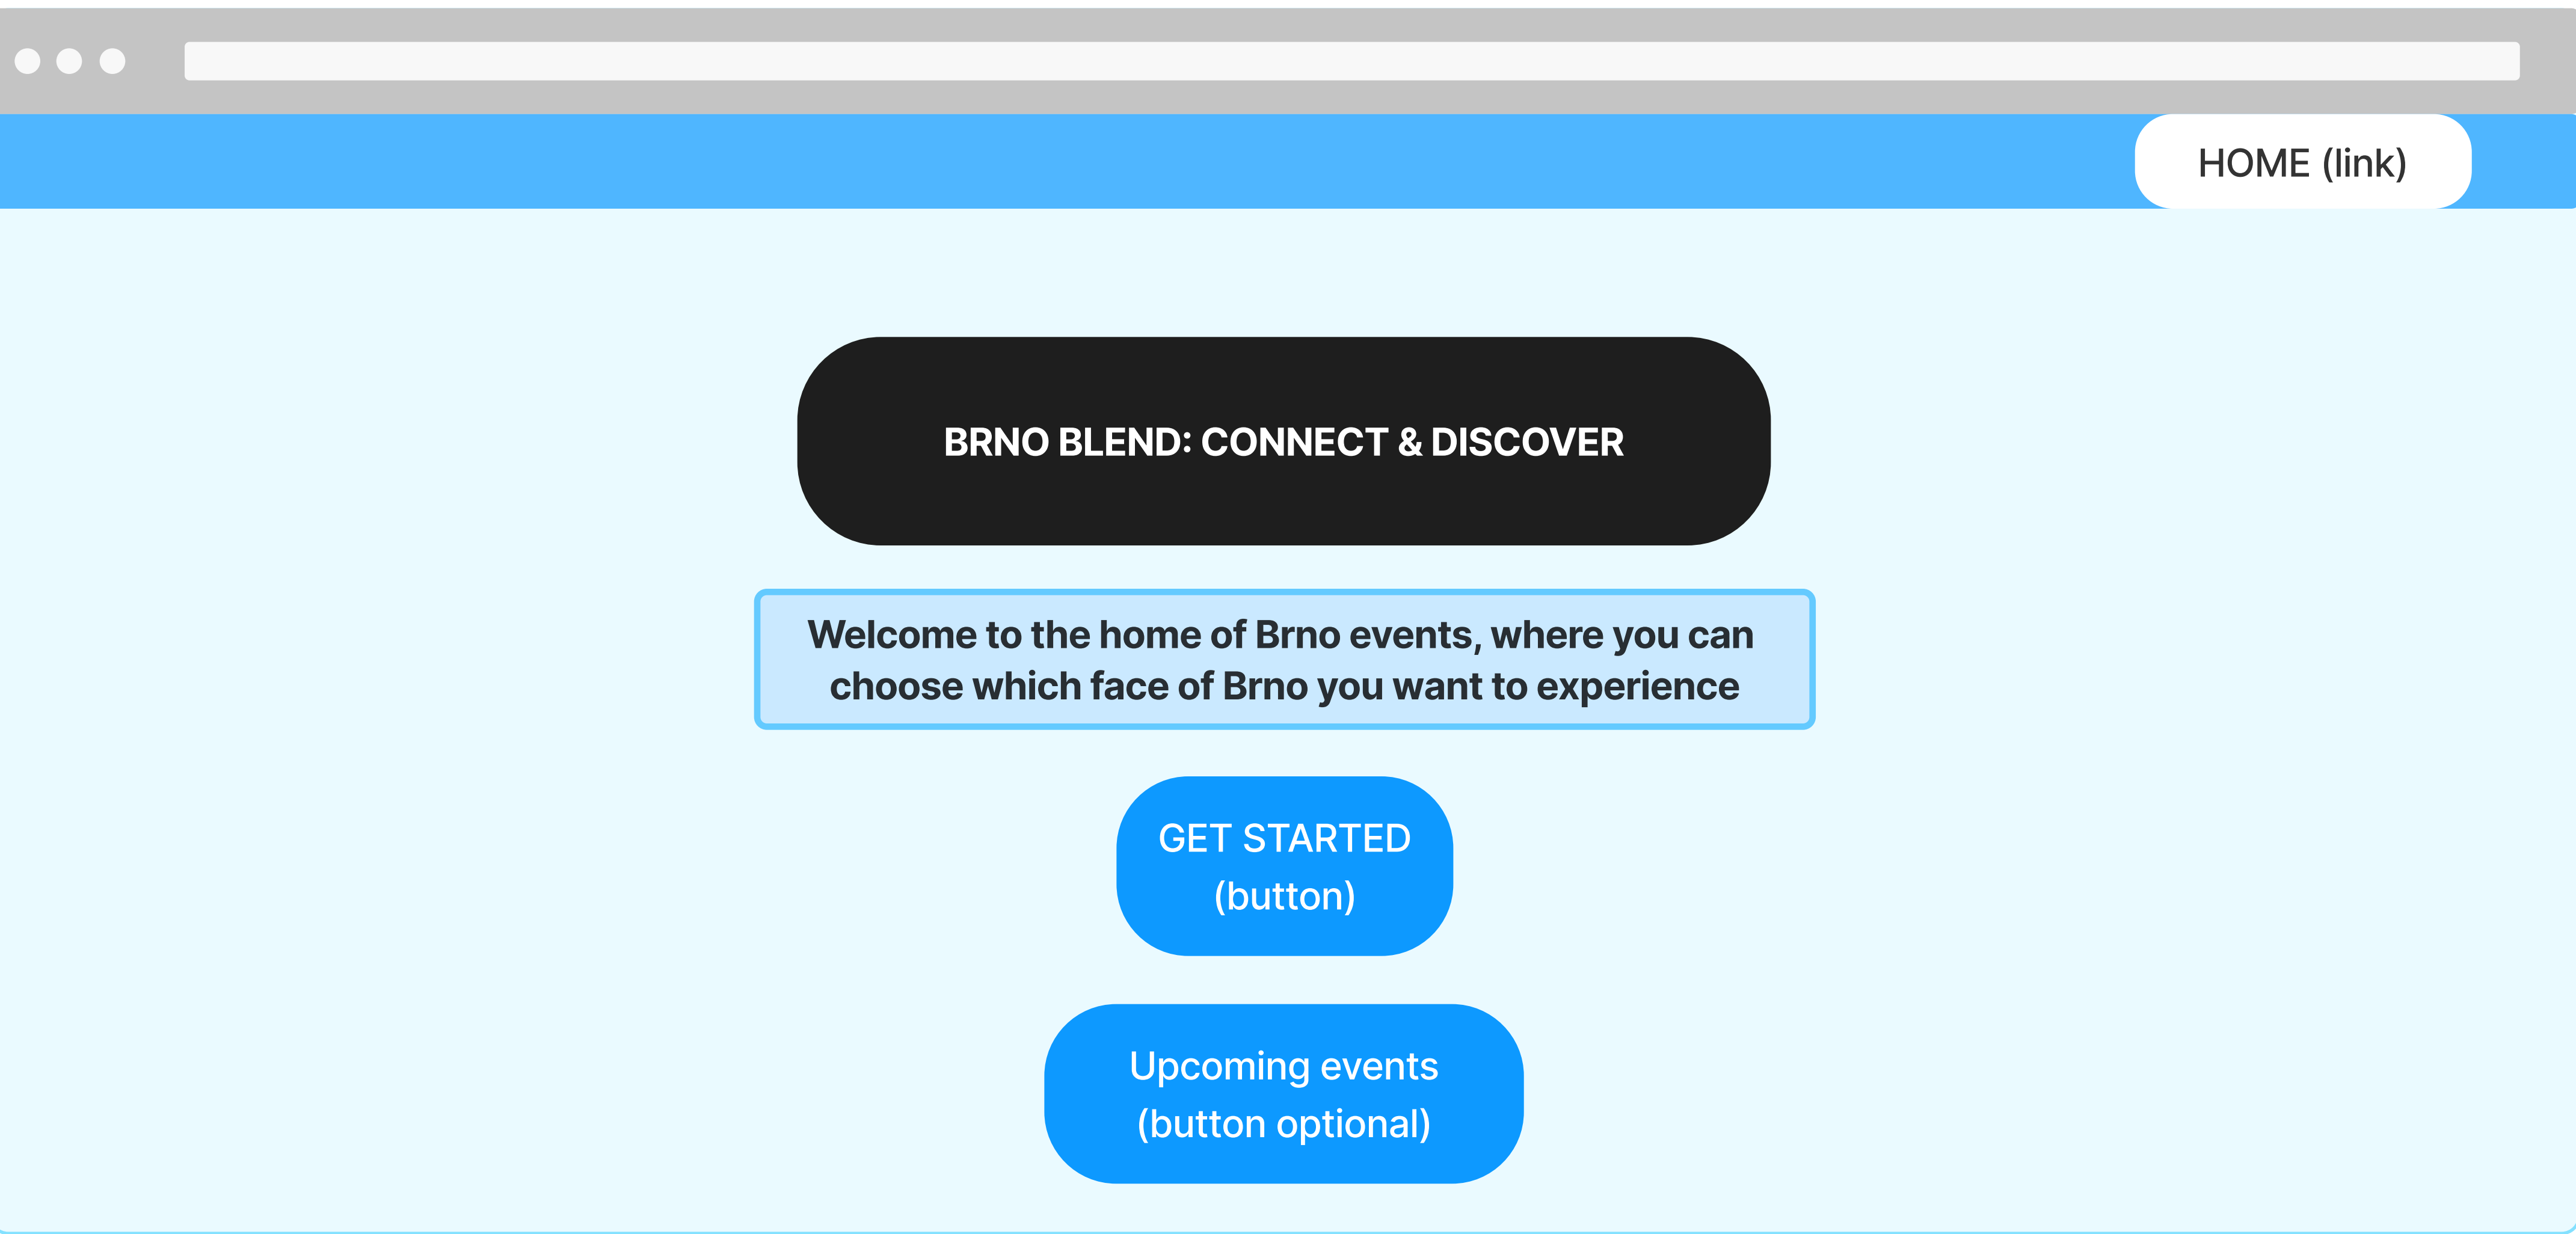 HOME (link)
BRNO BLEND: CONNECT & DISCOVER
Welcome to the home of Brno events, where you can
choose which face of Brno you want to experience
GET STARTED
(button)
Upcoming events
(button optional)